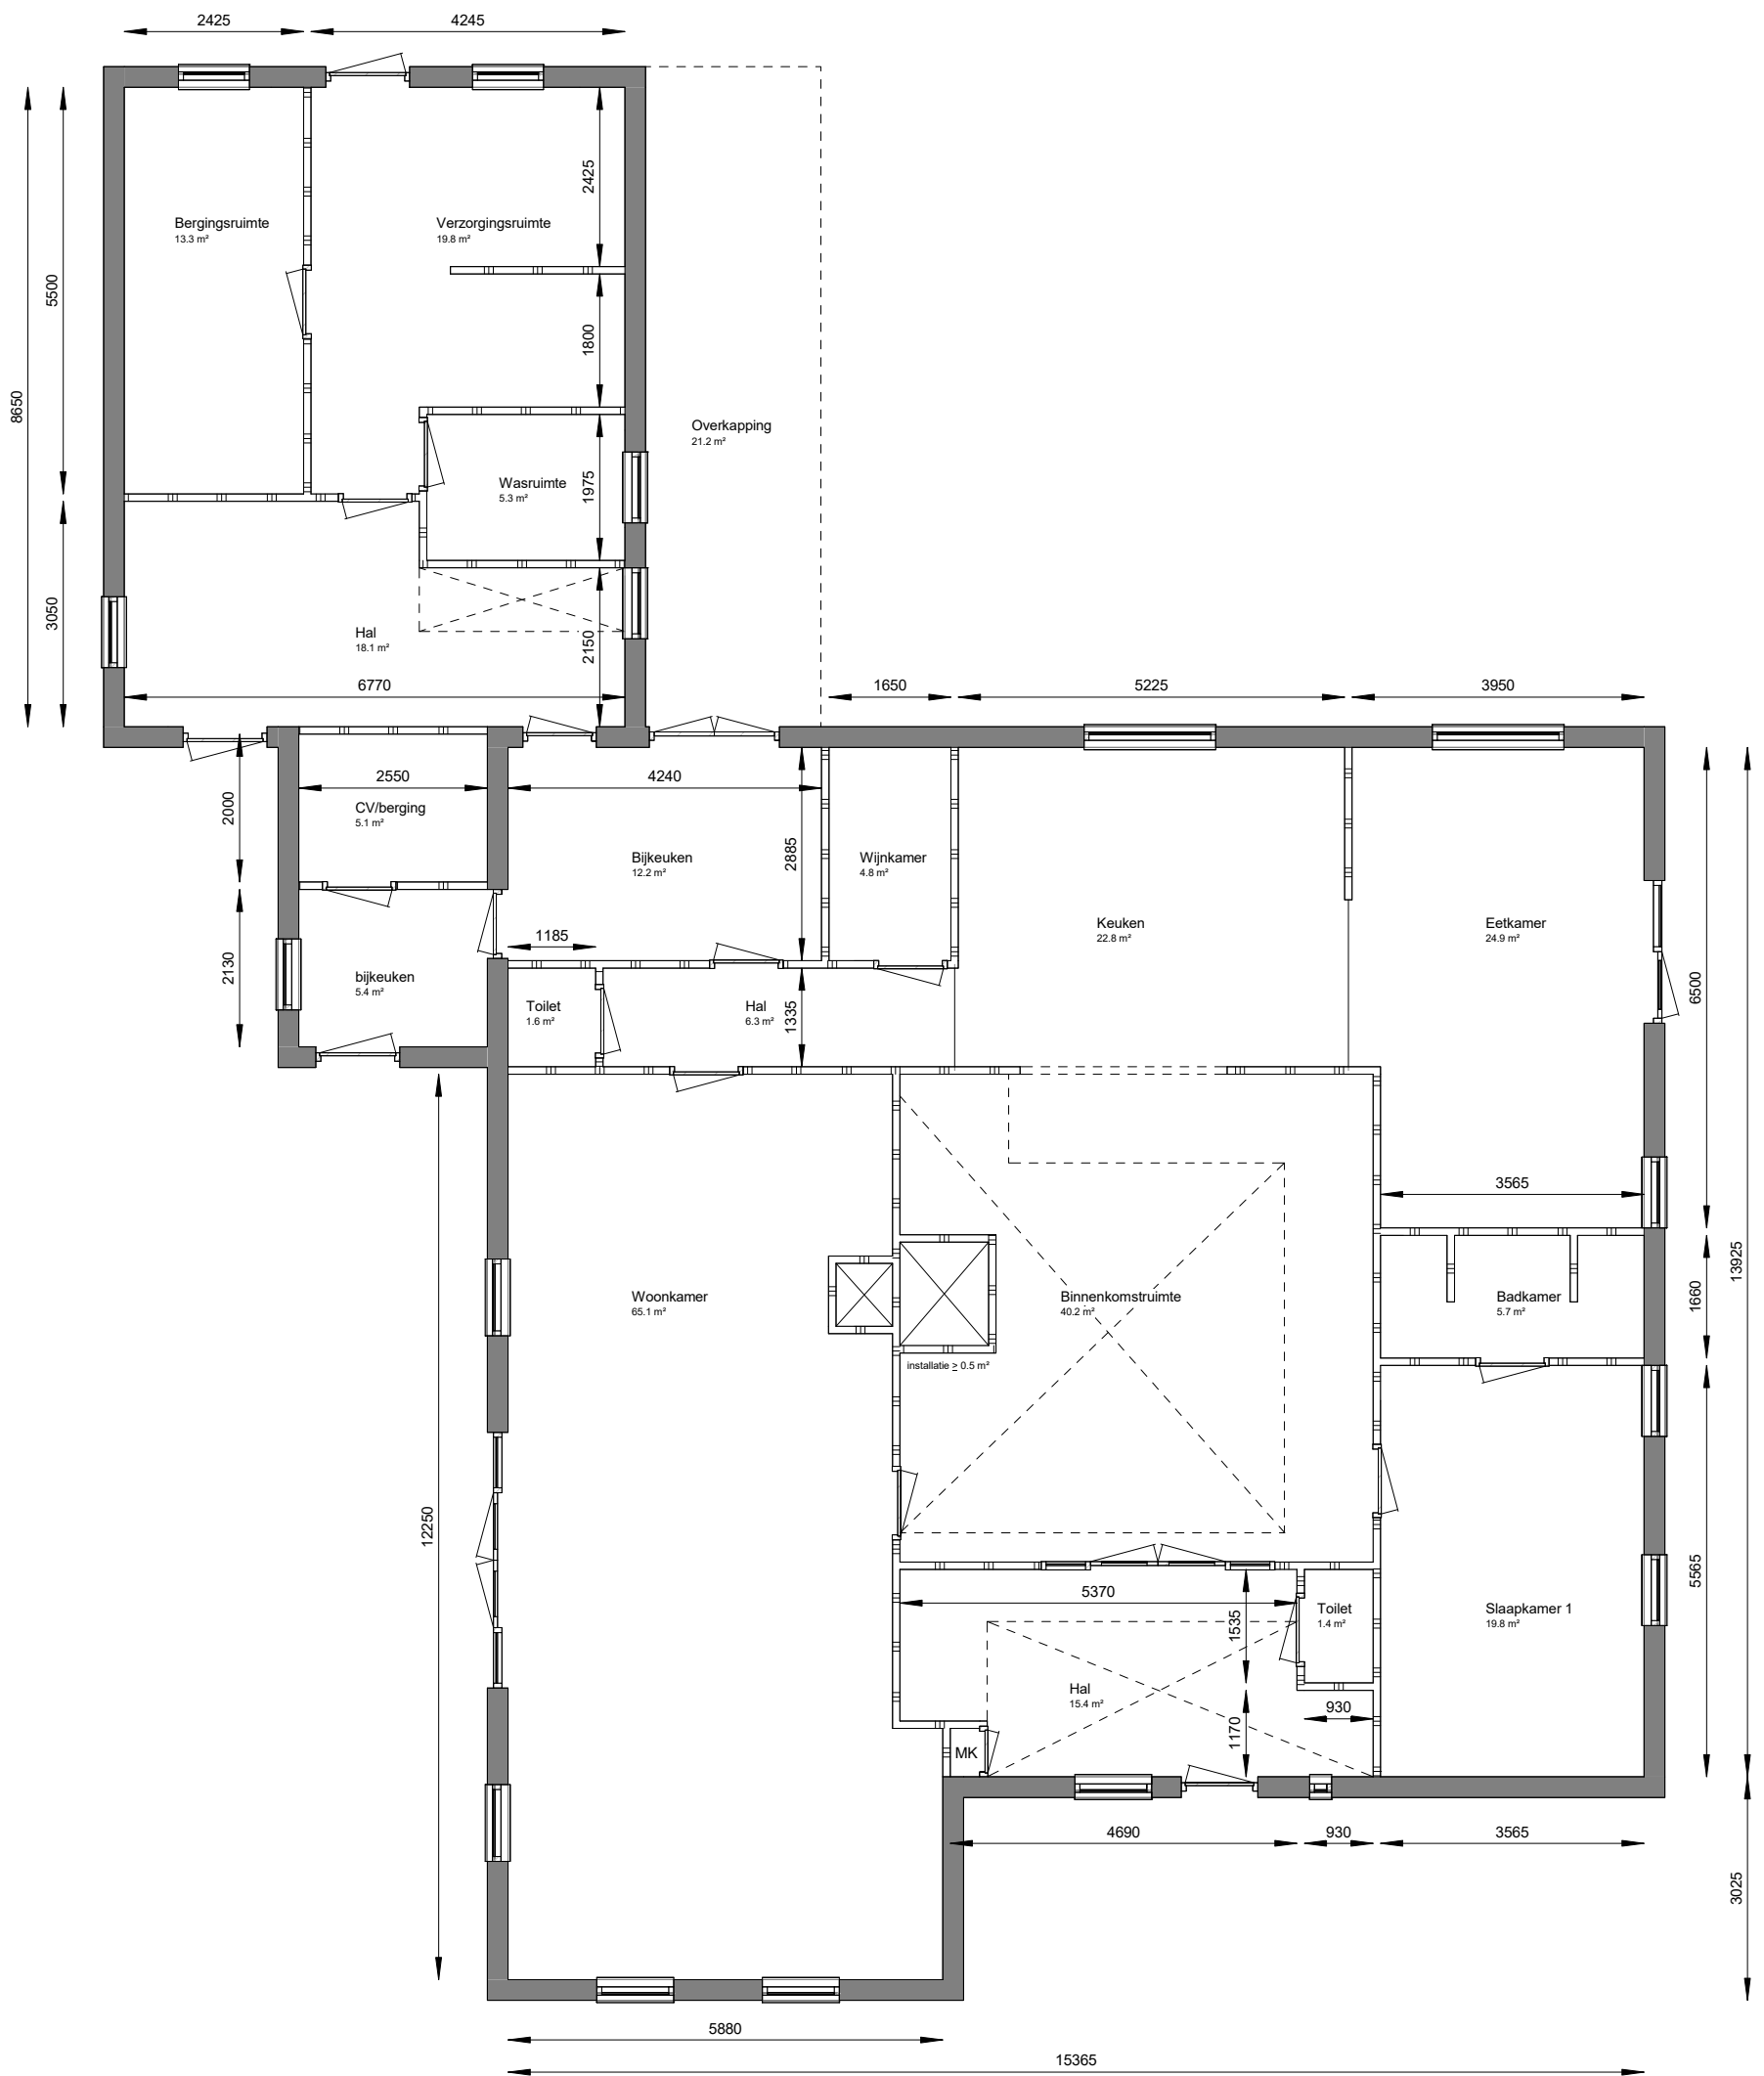 2425
4245
Bergingsruimte
13.3 m²
Verzorgingsruimte
19.8 m²
2425
5500
8650
1800
Overkapping
21.2 m²
Wasruimte
5.3 m²
1975
3050
Hal
18.1 m²
2150
6770
1650
5225
3950
2550
CV/berging
5.1 m²
2000
4240
Bijkeuken
12.2 m²
2885
Wijnkamer
4.8 m²
Keuken
22.8 m²
Eetkamer
24.9 m²
1185
2130
bijkeuken
5.4 m²
Toilet
1.6 m²
Hal
6.3 m²
1335
6500
3565
13925
Woonkamer
65.1 m²
Binnenkomstruimte
40.2 m²
Badkamer
5.7 m²
1660
installatie ≥ 0.5 m²
12250
5370
1535
Toilet
1.4 m²
Slaapkamer 1
19.8 m²
5565
Hal
15.4 m²
930
1170
MK
4690
930
3565
3025
5880
15365